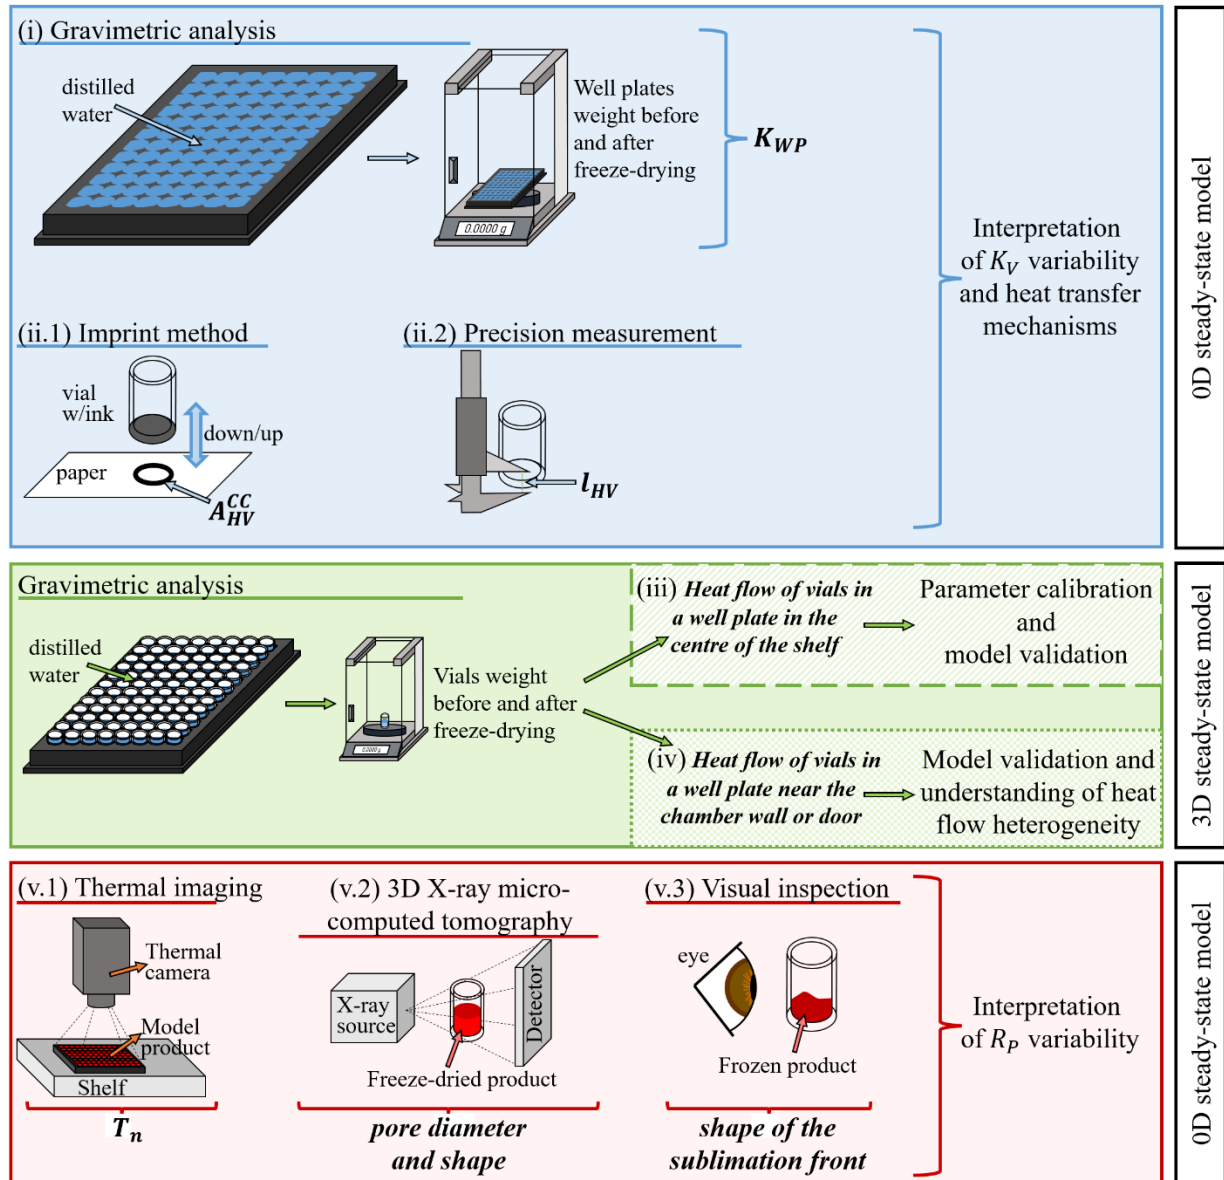 (i) Gravimetric analysis
distilled
water
Well plates
weight before
and after
freeze-drying
0.0000 g
K_WP
Interpretation
of K_V variability
and heat transfer
mechanisms
0D steady-state model
(ii.1) Imprint method
vial
w/ink
down/up
paper
A_HV^CC
(ii.2) Precision measurement
l_HV
Gravimetric analysis
distilled
water
Vials weight
before and after
freeze-drying
0.0000 g
(iii) Heat flow of vials in
a well plate in the
centre of the shelf
Parameter calibration
and
model validation
(iv) Heat flow of vials in
a well plate near the
chamber wall or door
Model validation and
understanding of heat
flow heterogeneity
3D steady-state model
(v.1) Thermal imaging
Thermal
camera
Model
product
Shelf
T_n
(v.2) 3D X-ray micro-
computed tomography
X-ray
source
Detector
Freeze-dried product
pore diameter
and shape
(v.3) Visual inspection
eye
Frozen product
shape of the
sublimation front
Interpretation
of R_P variability
0D steady-state model